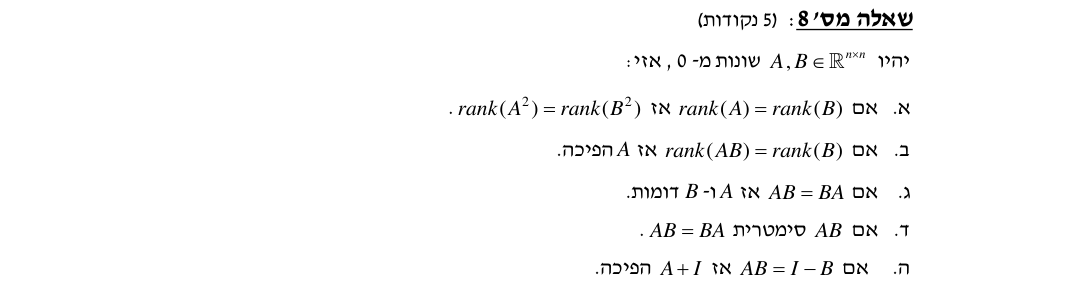 שאלה מס' 8 : (5 נקודות)
יהיו A, B ∈ ℝⁿˣⁿ שונות מ- 0 , אזי :
א. אם rank(A) = rank(B) אז rank(A²) = rank(B²) .
ב. אם rank(AB) = rank(B) אז A הפיכה.
ג. אם AB = BA אז A ו- B דומות.
ד. אם AB סימטרית AB = BA .
ה. אם AB = I − B אז A + I הפיכה.